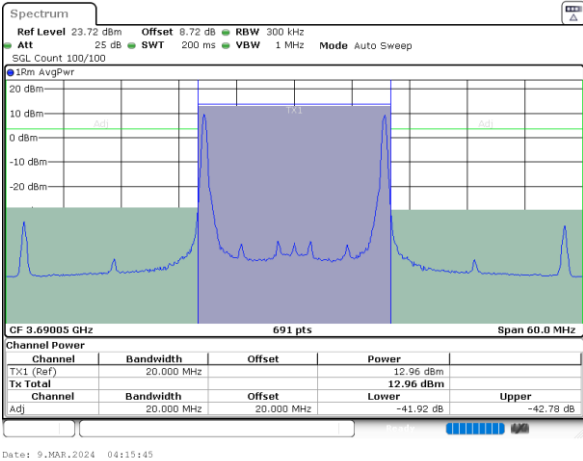 Spectrum
Ref Level 23.72 dBm Offset 8.72 dB RBW 300 kHz
Att 25 dB SWT 200 ms VBW 1 MHz Mode Auto Sweep
SGL Count 100/100
1Rm AvgPwr
20 dBm
TX1
10 dBm
Adj Adj
0 dBm
-10 dBm
-20 dBm
CF 3.69005 GHz 691 pts Span 60.0 MHz
Channel Power
Channel Bandwidth Offset Power
TX1 (Ref) 20.000 MHz 12.96 dBm
Tx Total 12.96 dBm
Channel Bandwidth Offset Lower Upper
Adj 20.000 MHz 20.000 MHz -41.92 dB -42.78 dB
Ready
Date: 9.MAR.2024 04:15:45